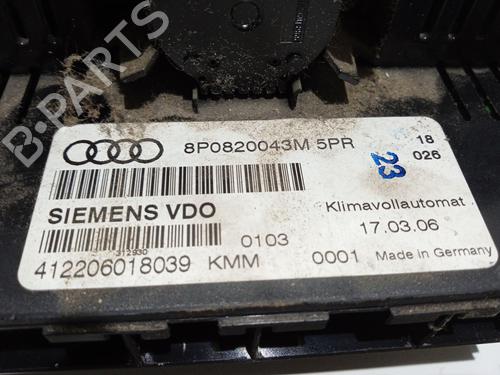 B-PARTS
8P0820043M 5PR
18
026
23
SIEMENS VDO
Klimavollautomat
312930
0103
17.03.06
412206018039 KMM
0001 Made in Germany